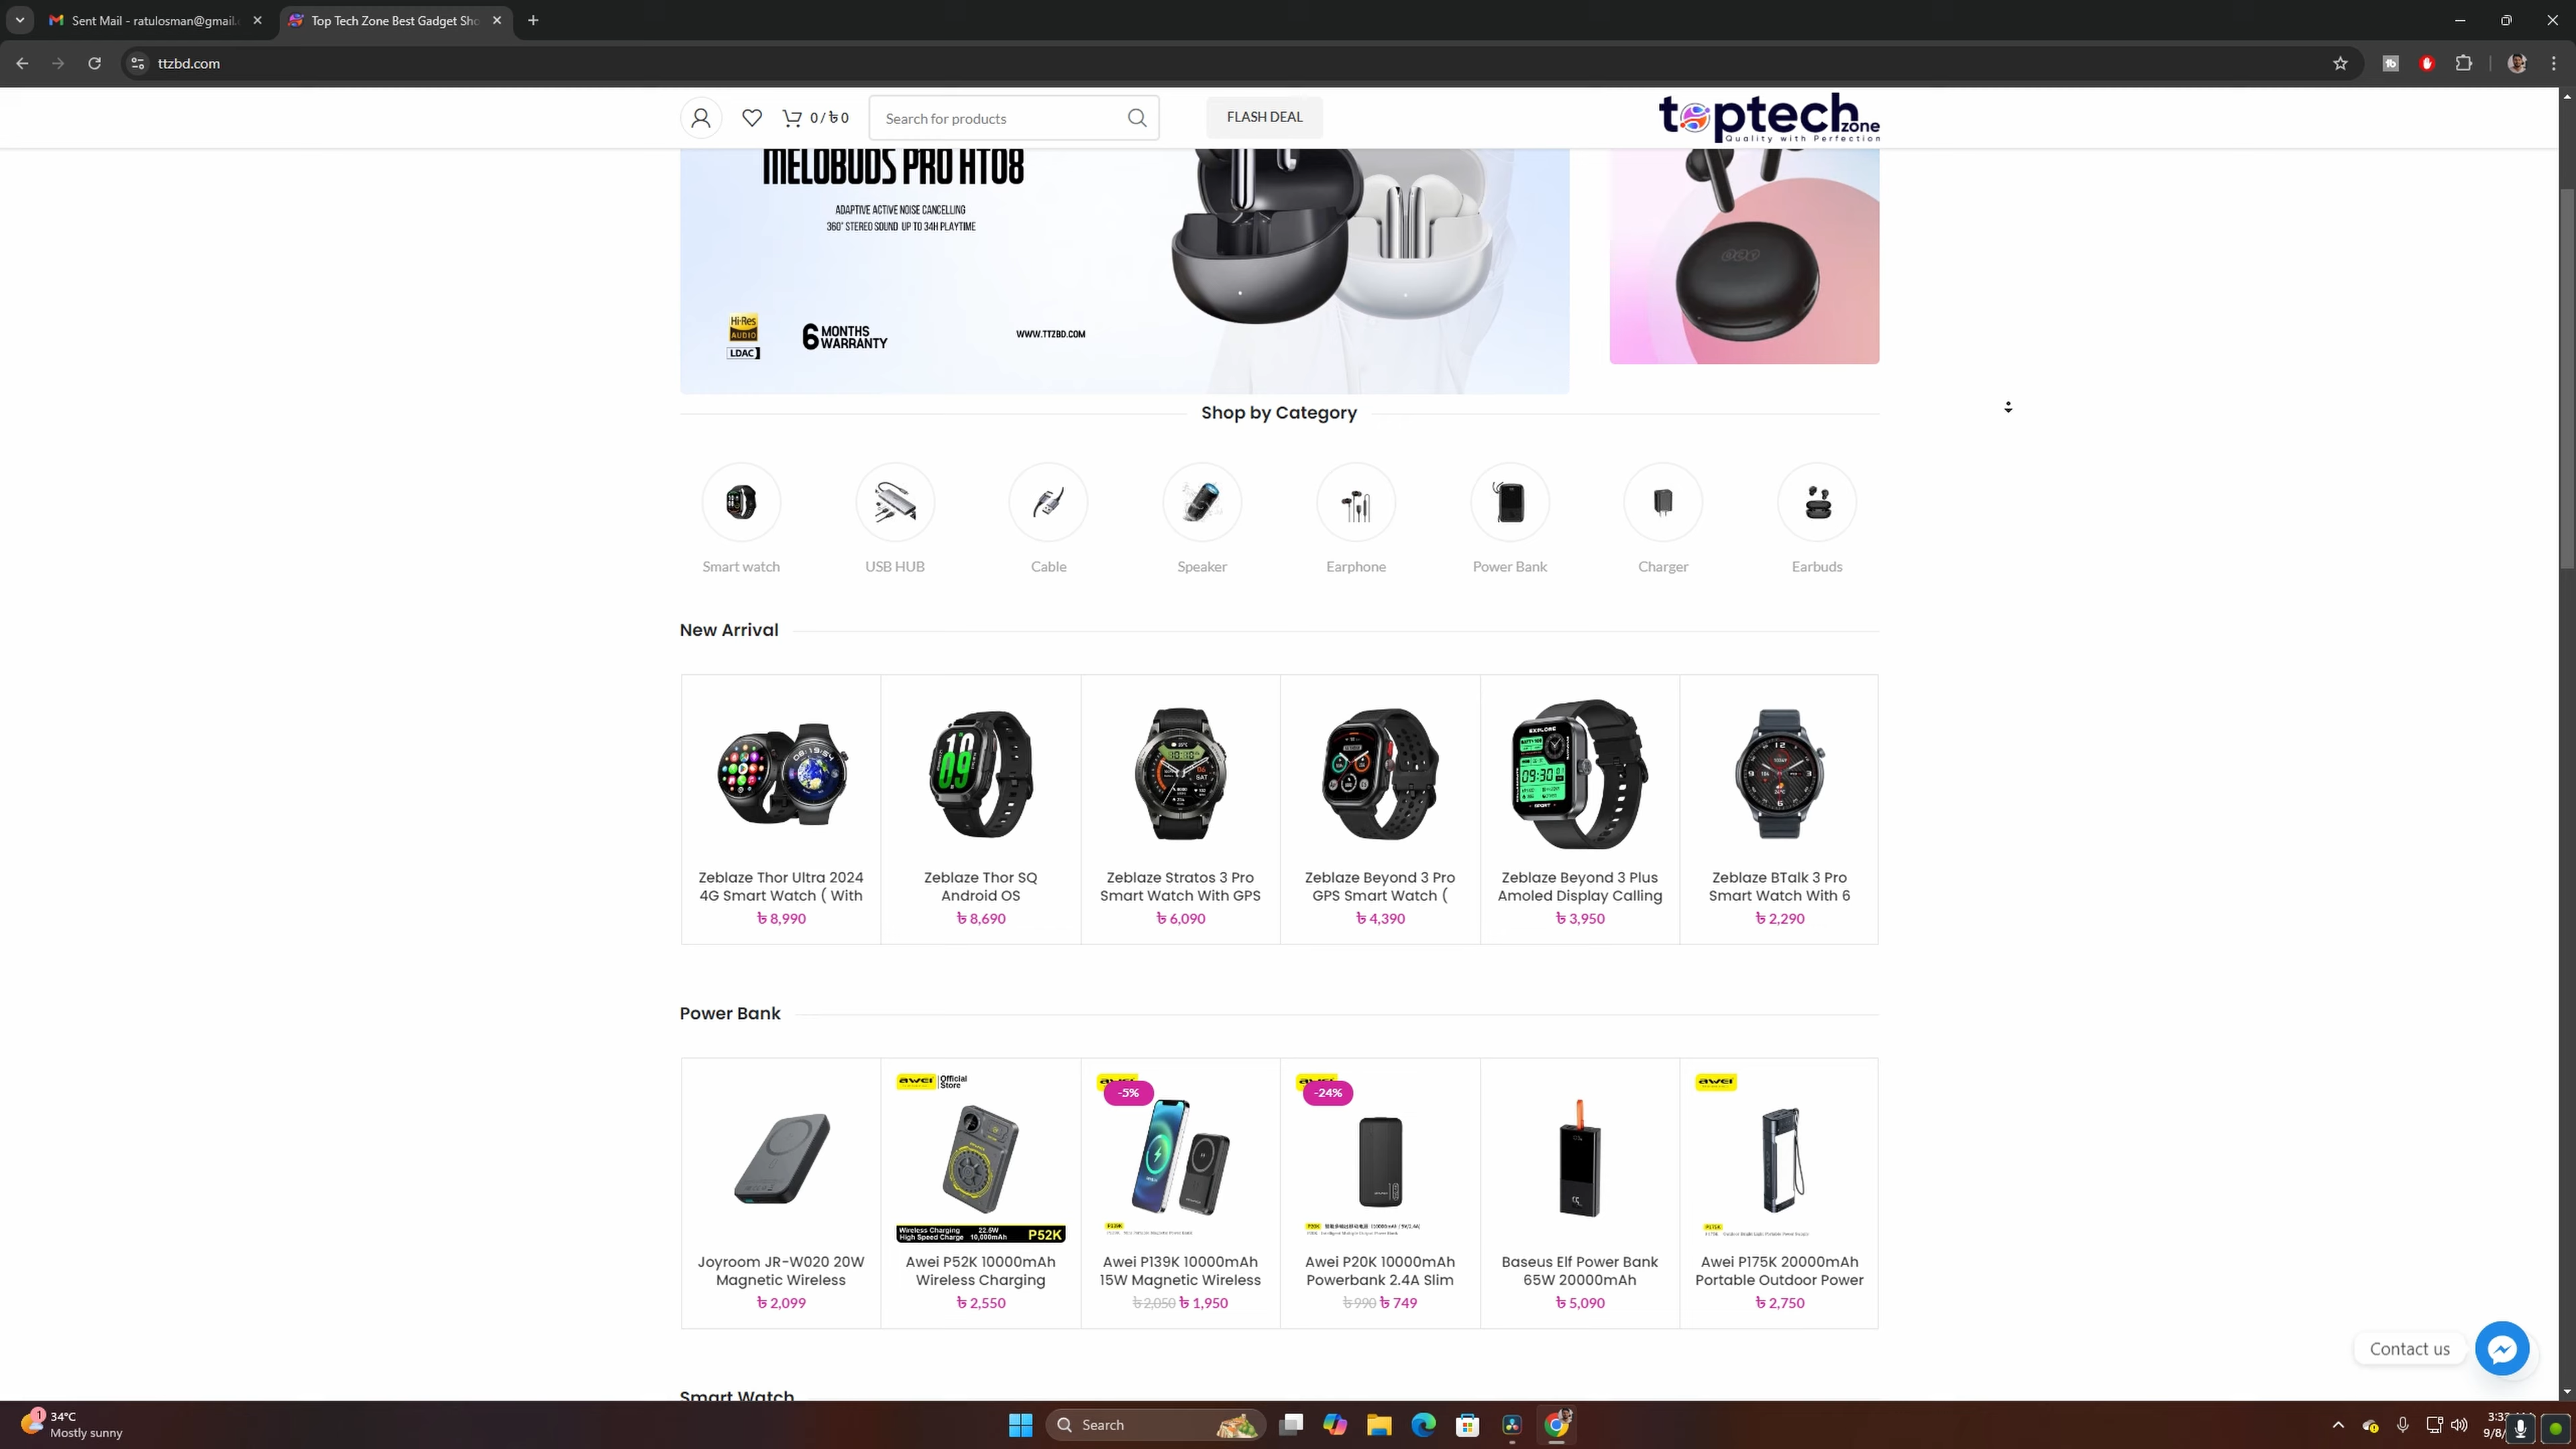 Sent Mail - ratulosman@gmail.
Top Tech Zone Best Gadget Sho
ttzbd.com
0 / ৳ 0
Search for products
FLASH DEAL
toptech zone
Quality with Perfection
MELOBUDS PRO HT08
ADAPTIVE ACTIVE NOISE CANCELLING
360° STEREO SOUND UP TO 34H PLAYTIME
Hi-Res
AUDIO
LDAC
6 MONTHS
WARRANTY
WWW.TTZBD.COM
Shop by Category
Smart watch
USB HUB
Cable
Speaker
Earphone
Power Bank
Charger
Earbuds
New Arrival
Zeblaze Thor Ultra 2024
4G Smart Watch ( With
৳ 8,990
Zeblaze Thor SQ
Android OS
৳ 8,690
Zeblaze Stratos 3 Pro
Smart Watch With GPS
৳ 6,090
Zeblaze Beyond 3 Pro
GPS Smart Watch (
৳ 4,390
Zeblaze Beyond 3 Plus
Amoled Display Calling
৳ 3,950
Zeblaze BTalk 3 Pro
Smart Watch With 6
৳ 2,290
Power Bank
awei Official
Store
Wireless Charging 22.5W
High Speed Charge 10,000mAh
P52K
-5%
-24%
awei
Joyroom JR-W020 20W
Magnetic Wireless
৳ 2,099
Awei P52K 10000mAh
Wireless Charging
৳ 2,550
Awei P139K 10000mAh
15W Magnetic Wireless
৳ 2,050 ৳ 1,950
Awei P20K 10000mAh
Powerbank 2.4A Slim
৳ 990 ৳ 749
Baseus Elf Power Bank
65W 20000mAh
৳ 5,090
Awei P175K 20000mAh
Portable Outdoor Power
৳ 2,750
Smart Watch
Contact us
1
34°C
Mostly sunny
Search
3:3
9/8/